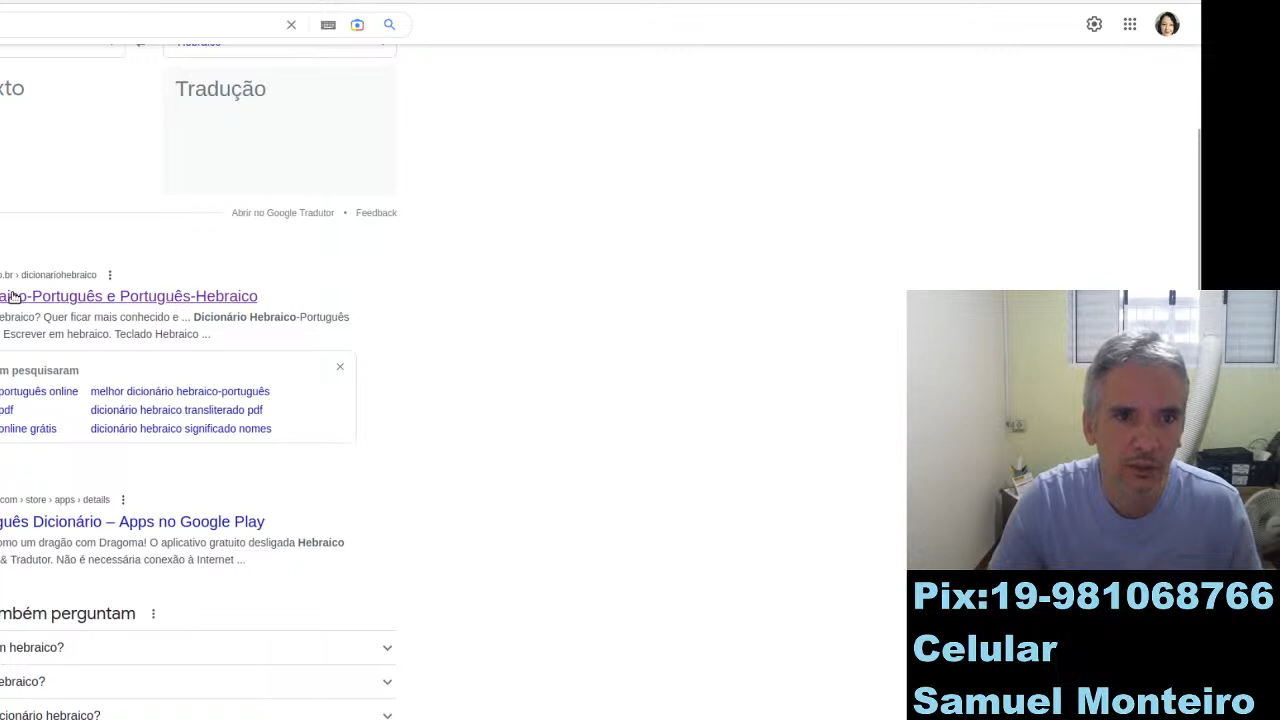 Hebraico
xto
Tradução
Abrir no Google Tradutor • Feedback
o.br › dicionariohebraico
aico-Português e Português-Hebraico
ebraico? Quer ficar mais conhecido e ... Dicionário Hebraico-Português
Escrever em hebraico. Teclado Hebraico ...
m pesquisaram
português online melhor dicionário hebraico-português
pdf dicionário hebraico transliterado pdf
online grátis dicionário hebraico significado nomes
com › store › apps › details
guês Dicionário – Apps no Google Play
omo um dragão com Dragoma! O aplicativo gratuito desligada Hebraico
& Tradutor. Não é necessária conexão à Internet ...
mbém perguntam
m hebraico?
ebraico?
cionário hebraico?
Pix:19-981068766
Celular
Samuel Monteiro